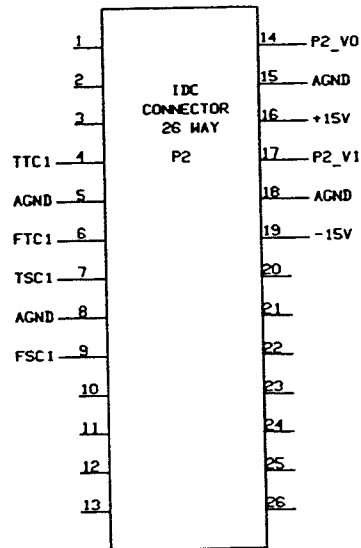 1 14 P2_VO
2 15 AGND
IDC
CONNECTOR
26 WAY
3 16 +15V
P2
TTC1 4 17 P2_VI
AGND 5 18 AGND
FTC1 6 19 -15V
TSC1 7 20
AGND 8 21
FSC1 9 22
10 23
11 24
12 25
13 26